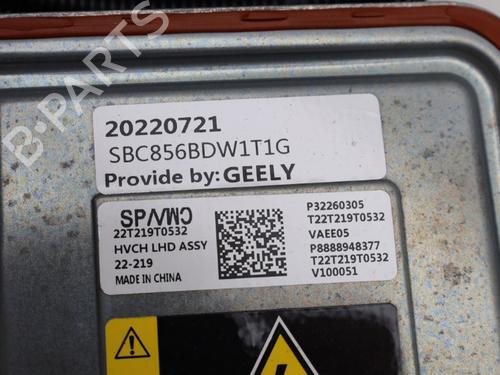 20220721
SBC856BDW1T1G
Provide by: GEELY
22T219T0532
HVCH LHD ASSY
22-219
MADE IN CHINA
P32260305
T22T219T0532
VAEE05
P8888948377
T22T219T0532
V100051
B-Parts